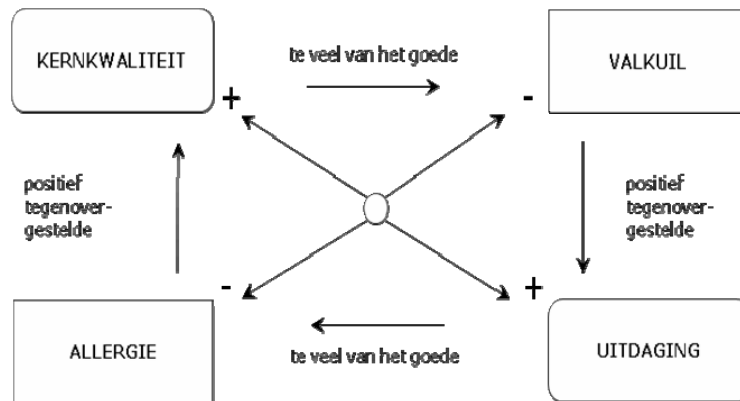 KERNKWALITEIT
te veel van het goede
VALKUIL
+
-
positief
tegenover-
gestelde
positief
tegenover-
gestelde
-
+
ALLERGIE
te veel van het goede
UITDAGING